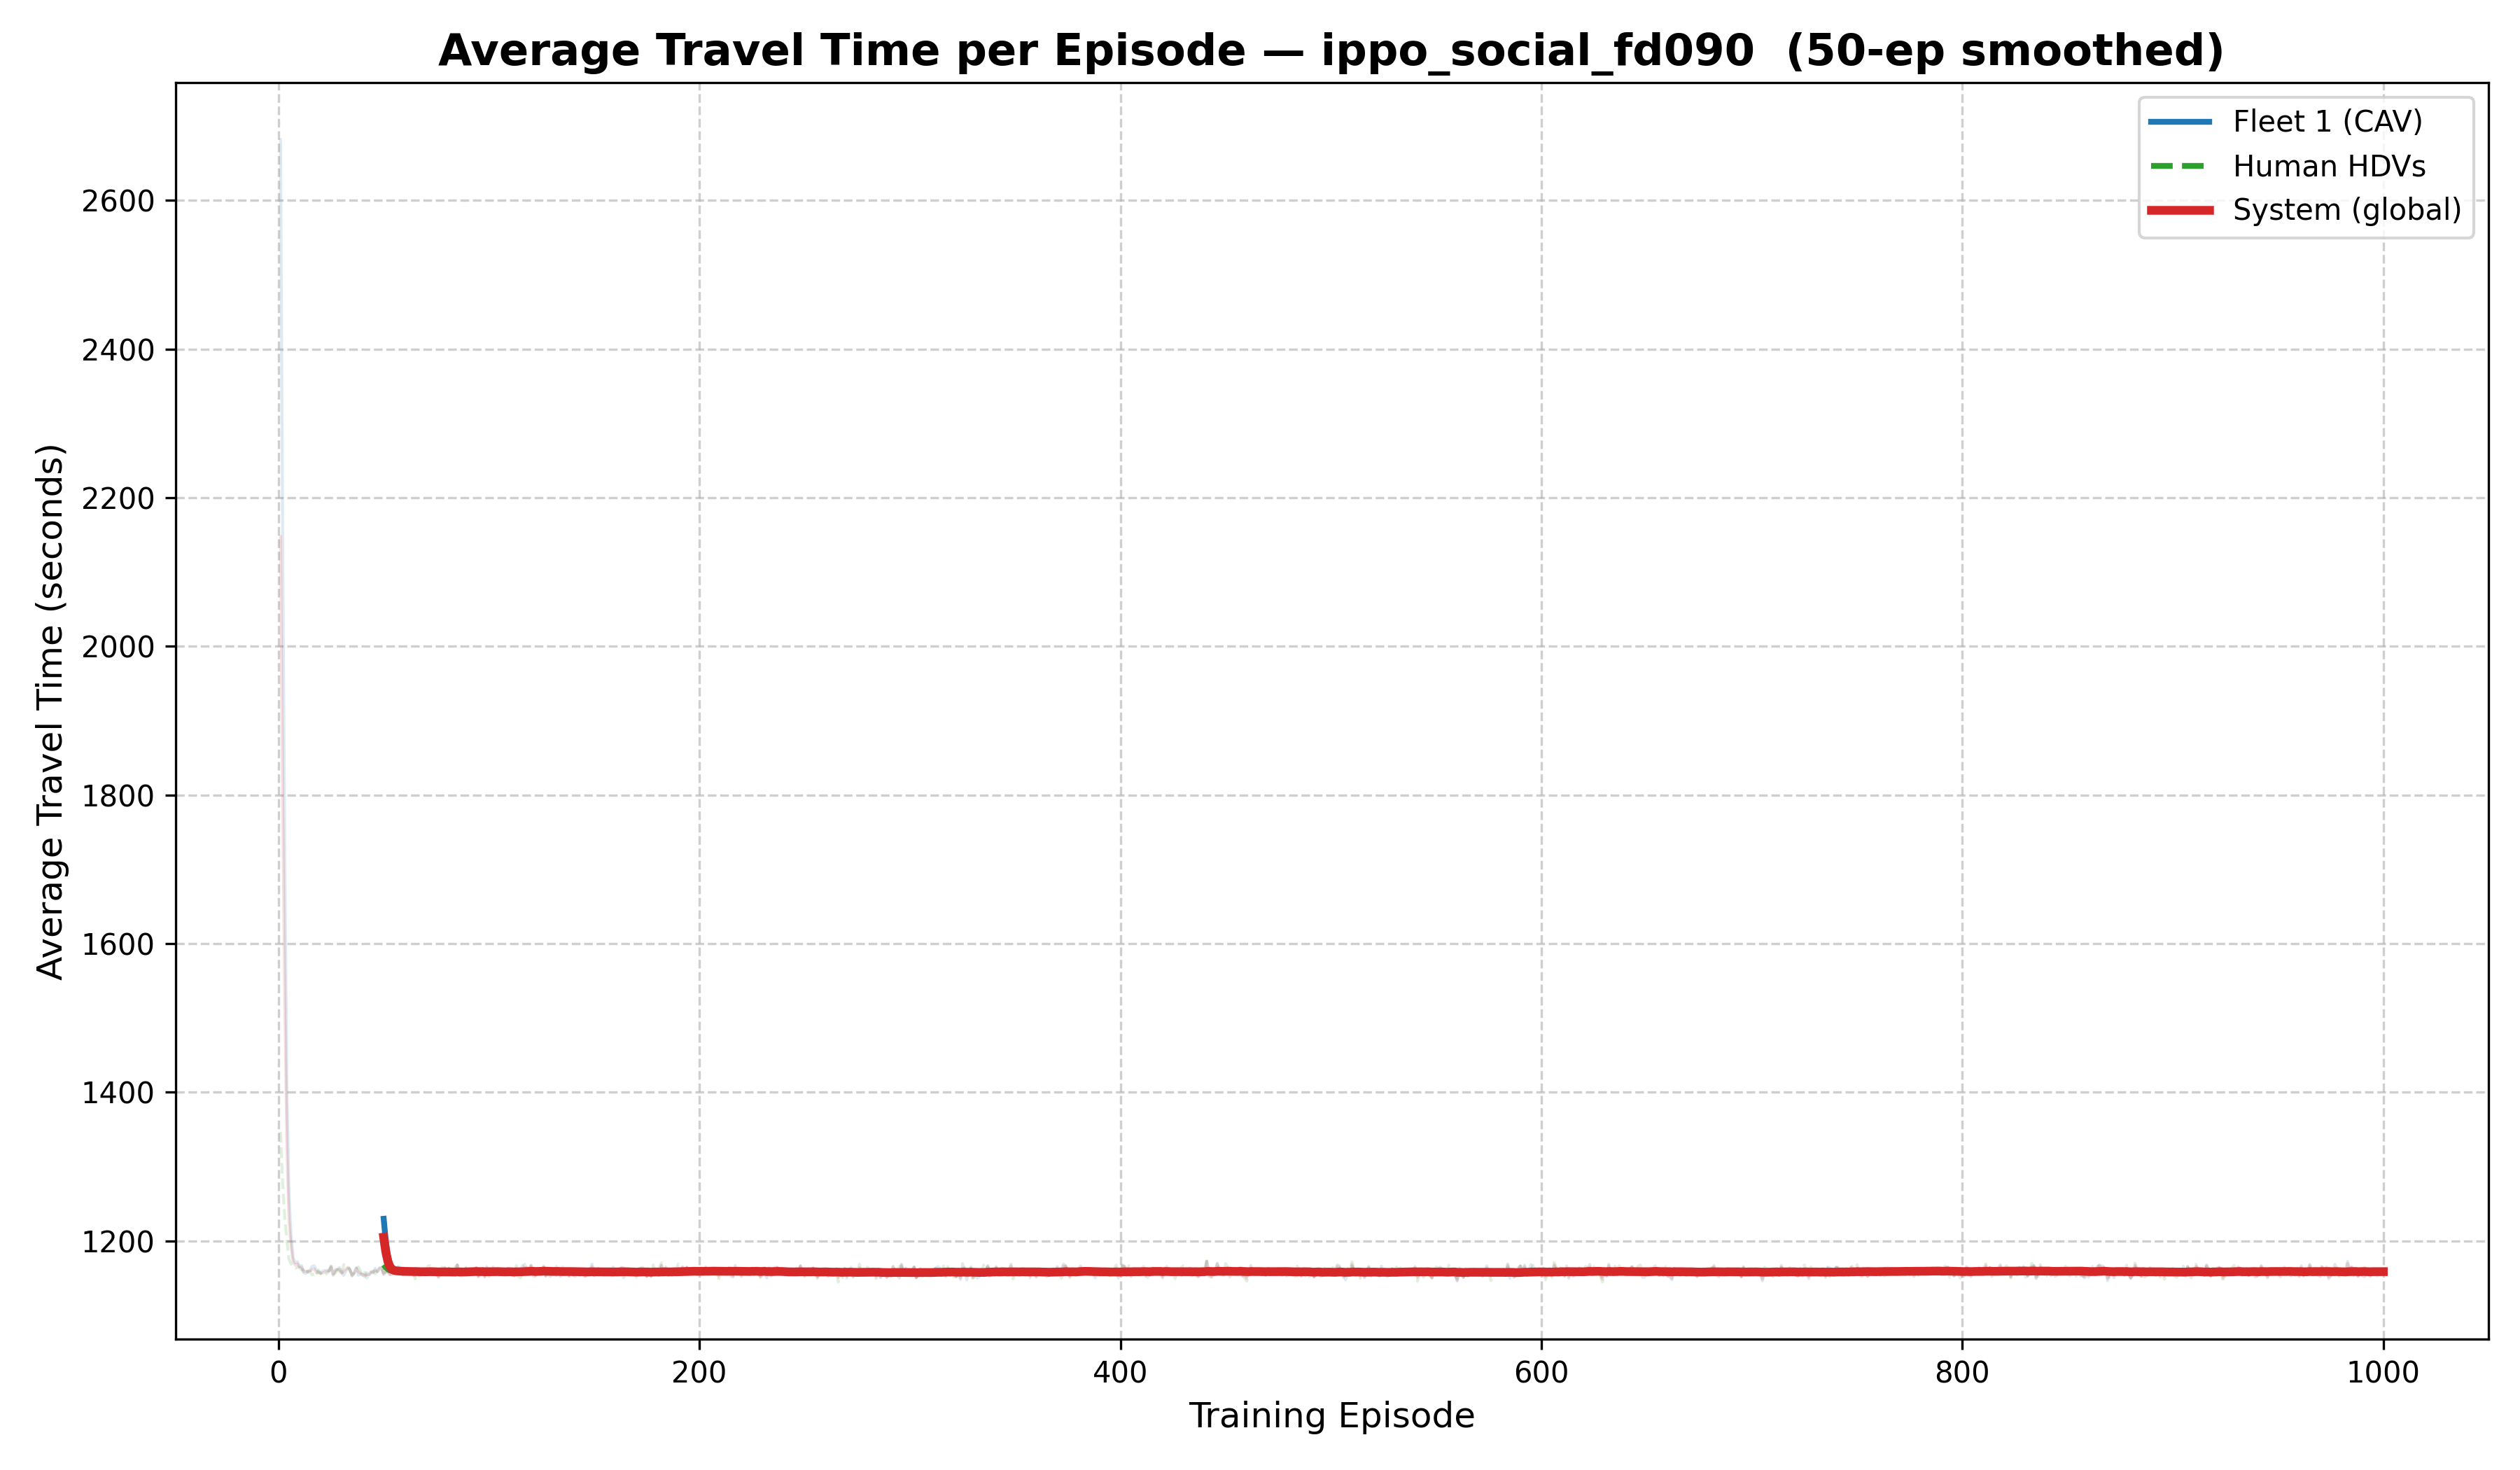 Average Travel Time per Episode — ippo_social_fd090  (50-ep smoothed)
Fleet 1 (CAV)
Human HDVs
System (global)
Average Travel Time (seconds)
2600
2400
2200
2000
1800
1600
1400
1200
0 200 400 600 800 1000
Training Episode